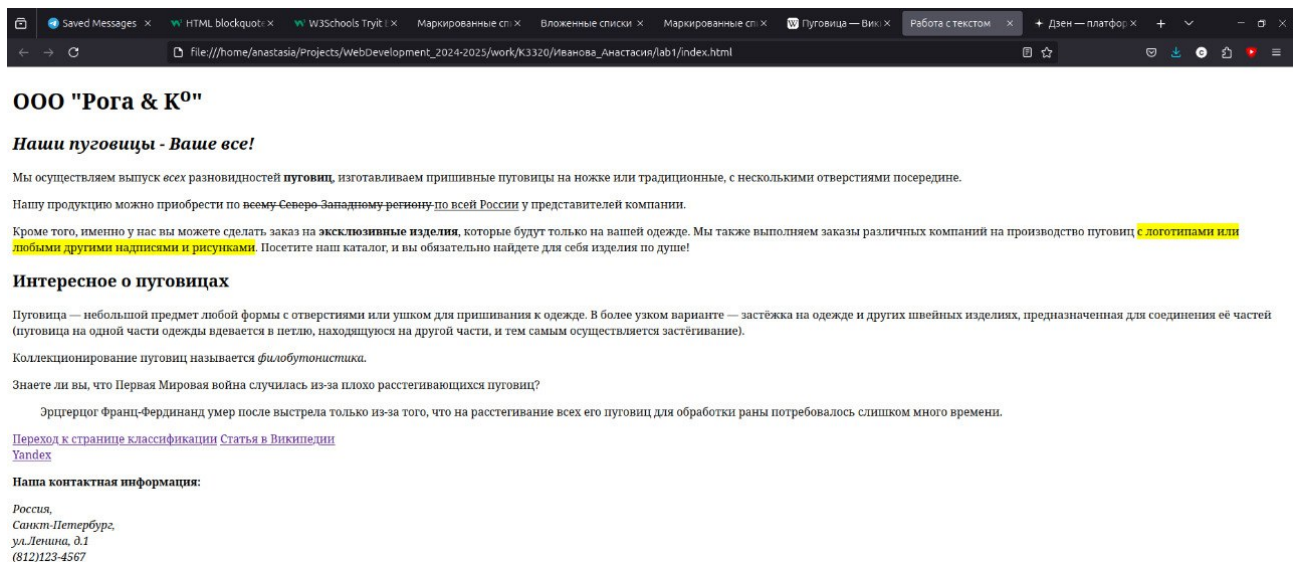 Saved Messages
HTML blockquote
W3Schools Tryit E
Маркированные спи
Вложенные списки
Маркированные спи
Пуговица — Вики
Работа с текстом
Дзен — платфор
file:///home/anastasia/Projects/WebDevelopment_2024-2025/work/K3320/Иванова_Анастасия/lab1/index.html
ООО "Рога & Kº"
Наши пуговицы - Ваше все!
Мы осуществляем выпуск всех разновидностей пуговиц, изготавливаем пришивные пуговицы на ножке или традиционные, с несколькими отверстиями посередине.
Нашу продукцию можно приобрести по всему Северо-Западному региону по всей России у представителей компании.
Кроме того, именно у нас вы можете сделать заказ на эксклюзивные изделия, которые будут только на вашей одежде. Мы также выполняем заказы различных компаний на производство пуговиц с логотипами или
любыми другими надписями и рисунками. Посетите наш каталог, и вы обязательно найдете для себя изделия по душе!
Интересное о пуговицах
Пуговица — небольшой предмет любой формы с отверстиями или ушком для пришивания к одежде. В более узком варианте — застёжка на одежде и других швейных изделиях, предназначенная для соединения её частей
(пуговица на одной части одежды вдевается в петлю, находящуюся на другой части, и тем самым осуществляется застёгивание).
Коллекционирование пуговиц называется филобутонистика.
Знаете ли вы, что Первая Мировая война случилась из-за плохо расстегивающихся пуговиц?
Эрцгерцог Франц-Фердинанд умер после выстрела только из-за того, что на расстегивание всех его пуговиц для обработки раны потребовалось слишком много времени.
Переход к странице классификации Статья в Википедии
Yandex
Наша контактная информация:
Россия,
Санкт-Петербург,
ул.Ленина, д.1
(812)123-4567